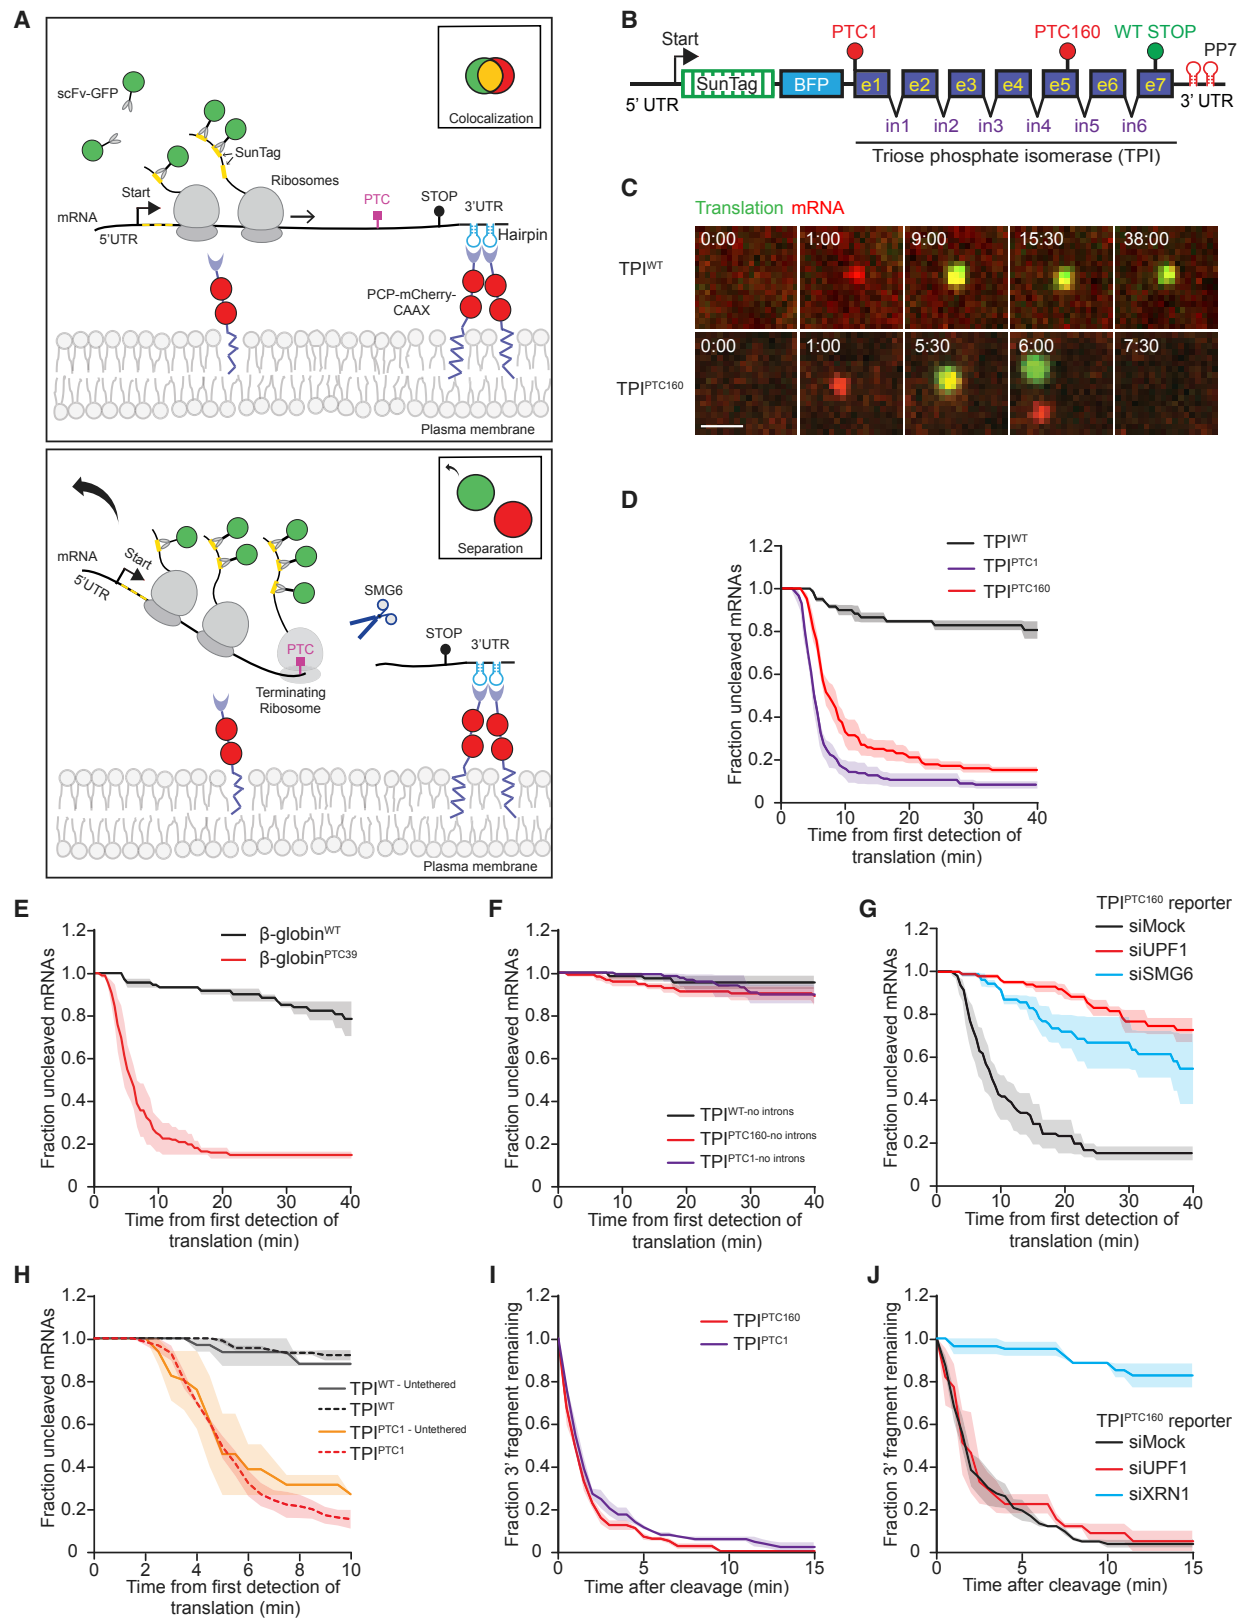 A
scFv-GFP
SunTag
Colocalization
Start
Ribosomes
PTC
STOP
3'UTR
mRNA
5'UTR
Hairpin
PCP-mCherry-
CAAX
Plasma membrane
Separation
mRNA
Start
5'UTR
SMG6
STOP
3'UTR
PTC
Terminating
Ribosome
Plasma membrane
B
Start
PTC1
PTC160
WT STOP
PP7
SunTag
BFP
e1
e2
e3
e4
e5
e6
e7
5' UTR
3' UTR
in1
in2
in3
in4
in5
in6
Triose phosphate isomerase (TPI)
C
Translation mRNA
TPIWT
0:00
1:00
9:00
15:30
38:00
TPIPTC160
0:00
1:00
5:30
6:00
7:30
D
Fraction uncleaved mRNAs
1.2
1.0
0.8
0.6
0.4
0.2
0
TPIWT
TPIPTC1
TPIPTC160
0 10 20 30 40
Time from first detection of
translation (min)
E
Fraction uncleaved mRNAs
1.2
1.0
0.8
0.6
0.4
0.2
0
β-globinWT
β-globinPTC39
0 10 20 30 40
Time from first detection of
translation (min)
F
Fraction uncleaved mRNAs
1.2
1.0
0.8
0.6
0.4
0.2
0
TPIWT-no introns
TPIPTC160-no introns
TPIPTC1-no introns
0 10 20 30 40
Time from first detection of
translation (min)
G
Fraction uncleaved mRNAs
1.2
1.0
0.8
0.6
0.4
0.2
0
TPIPTC160 reporter
siMock
siUPF1
siSMG6
0 10 20 30 40
Time from first detection of
translation (min)
H
Fraction uncleaved mRNAs
1.2
1.0
0.8
0.6
0.4
0.2
0
TPIWT - Untethered
TPIWT
TPIPTC1 - Untethered
TPIPTC1
0 2 4 6 8 10
Time from first detection of
translation (min)
I
Fraction 3' fragment remaining
1.2
1.0
0.8
0.6
0.4
0.2
0
TPIPTC160
TPIPTC1
0 5 10 15
Time after cleavage (min)
J
Fraction 3' fragment remaining
1.2
1.0
0.8
0.6
0.4
0.2
0
TPIPTC160 reporter
siMock
siUPF1
siXRN1
0 5 10 15
Time after cleavage (min)